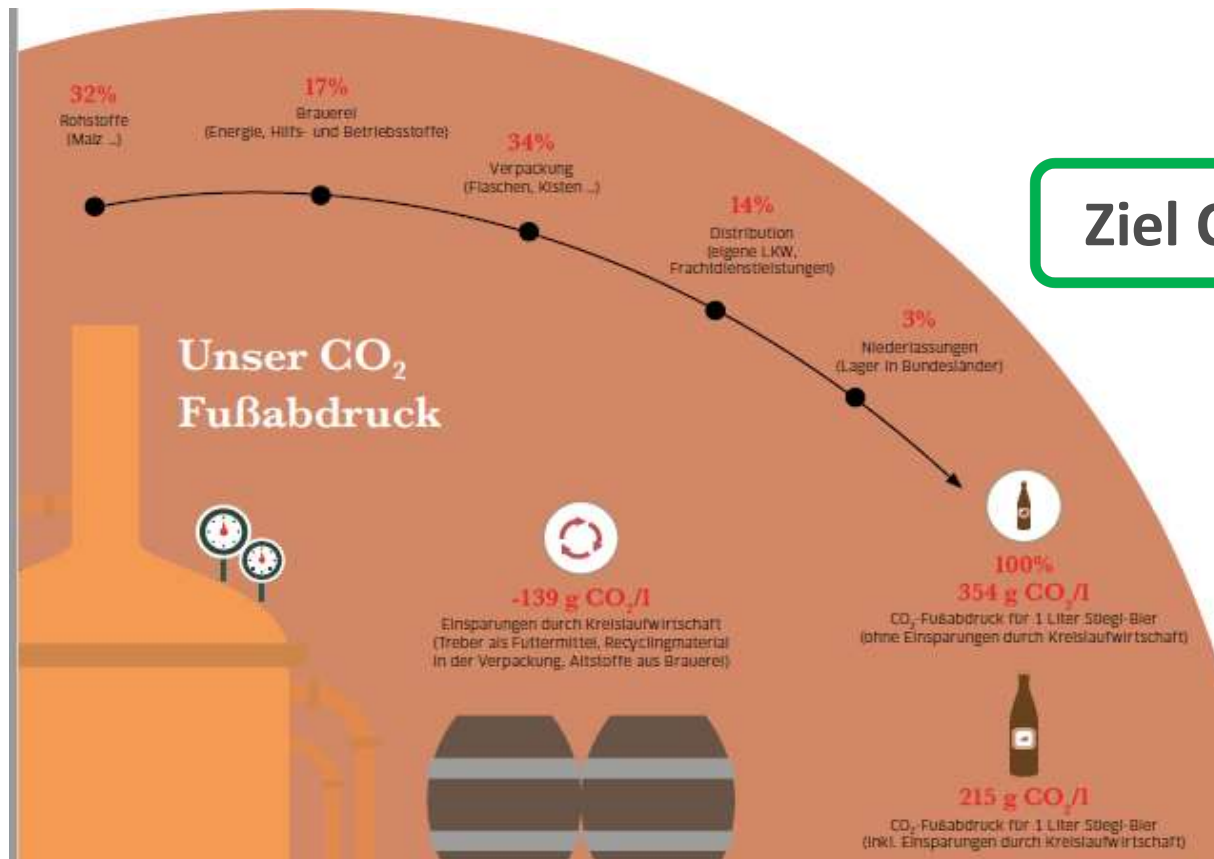 32%
Rohstoffe
(Malz ...)
17%
Brauerei
(Energie, Hilfs- und Betriebsstoffe)
34%
Verpackung
(Flaschen, Kisten ...)
14%
Distribution
(eigene LKW,
Frachtdienstleistungen)
3%
Niederlassungen
(Lager in Bundesländer)
Ziel
Unser CO₂
Fußabdruck
-139 g CO₂/l
Einsparungen durch Kreislaufwirtschaft
(Treber als Futtermittel, Recyclingmaterial
in der Verpackung, Altstoffe aus Brauerei)
100%
354 g CO₂/l
CO₂-Fußabdruck für 1 Liter Stiegl-Bier
(ohne Einsparungen durch Kreislaufwirtschaft)
215 g CO₂/l
CO₂-Fußabdruck für 1 Liter Stiegl-Bier
(inkl. Einsparungen durch Kreislaufwirtschaft)